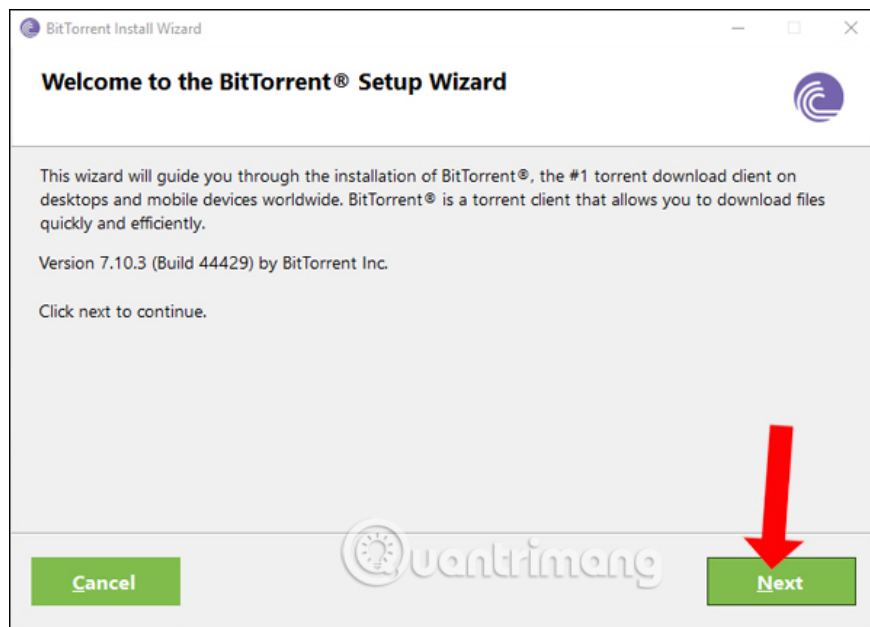 BitTorrent Install Wizard
Welcome to the BitTorrent® Setup Wizard
This wizard will guide you through the installation of BitTorrent®, the #1 torrent download client on
desktops and mobile devices worldwide. BitTorrent® is a torrent client that allows you to download files
quickly and efficiently.
Version 7.10.3 (Build 44429) by BitTorrent Inc.
Click next to continue.
Quantrimang
Cancel
Next